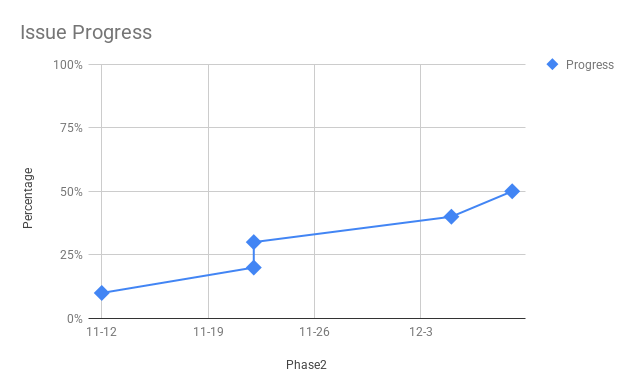 Issue Progress
100%
Progress
75%
50%
25%
0%
Percentage
11-12 11-19 11-26 12-3
Phase2